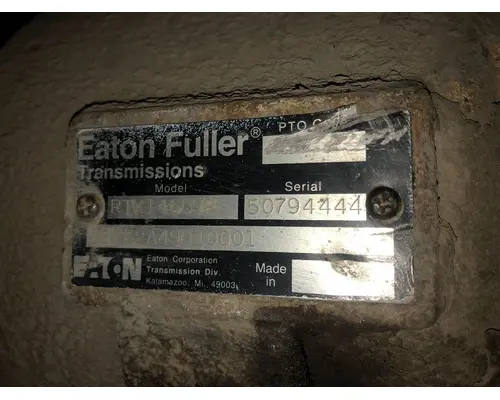 Eaton Fuller®
Transmissions
PTO
Model
Serial
50794444
EATON
Eaton Corporation
Transmission Div.
Kalamazoo, Mi. 49003
Made
in